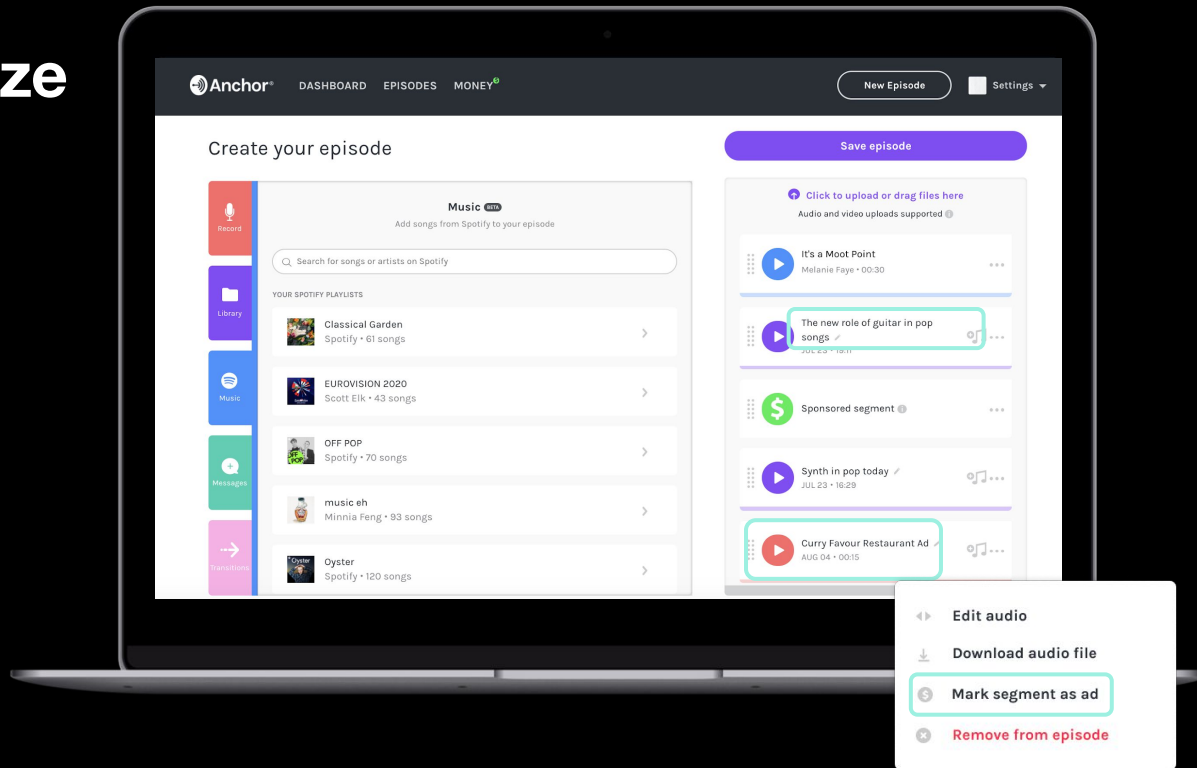 ze
Anchor®
DASHBOARD EPISODES MONEY
New Episode
Settings
Create your episode
Save episode
Record
Library
Music
Messages
Transitions
Music BETA
Add songs from Spotify to your episode
Search for songs or artists on Spotify
YOUR SPOTIFY PLAYLISTS
Classical Garden
Spotify • 61 songs
EUROVISION 2020
Scott Elk • 43 songs
OFF POP
Spotify • 70 songs
music eh
Minnia Feng • 93 songs
Oyster
Oyster
Spotify • 120 songs
Click to upload or drag files here
Audio and video uploads supported
It's a Moot Point
Melanie Faye • 00:30
The new role of guitar in pop
songs
JUL 23 • 19:11
$
Sponsored segment
Synth in pop today
JUL 23 • 16:29
Curry Favour Restaurant Ad
AUG 04 • 00:15
Edit audio
Download audio file
Mark segment as ad
Remove from episode